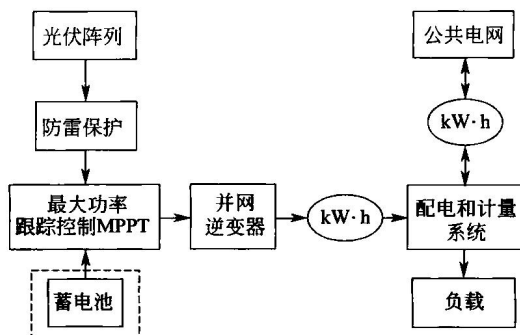 光伏阵列
公共电网
防雷保护
kW·h
最大功率
跟踪控制MPPT
并网
逆变器
kW·h
配电和计量
系统
蓄电池
负载